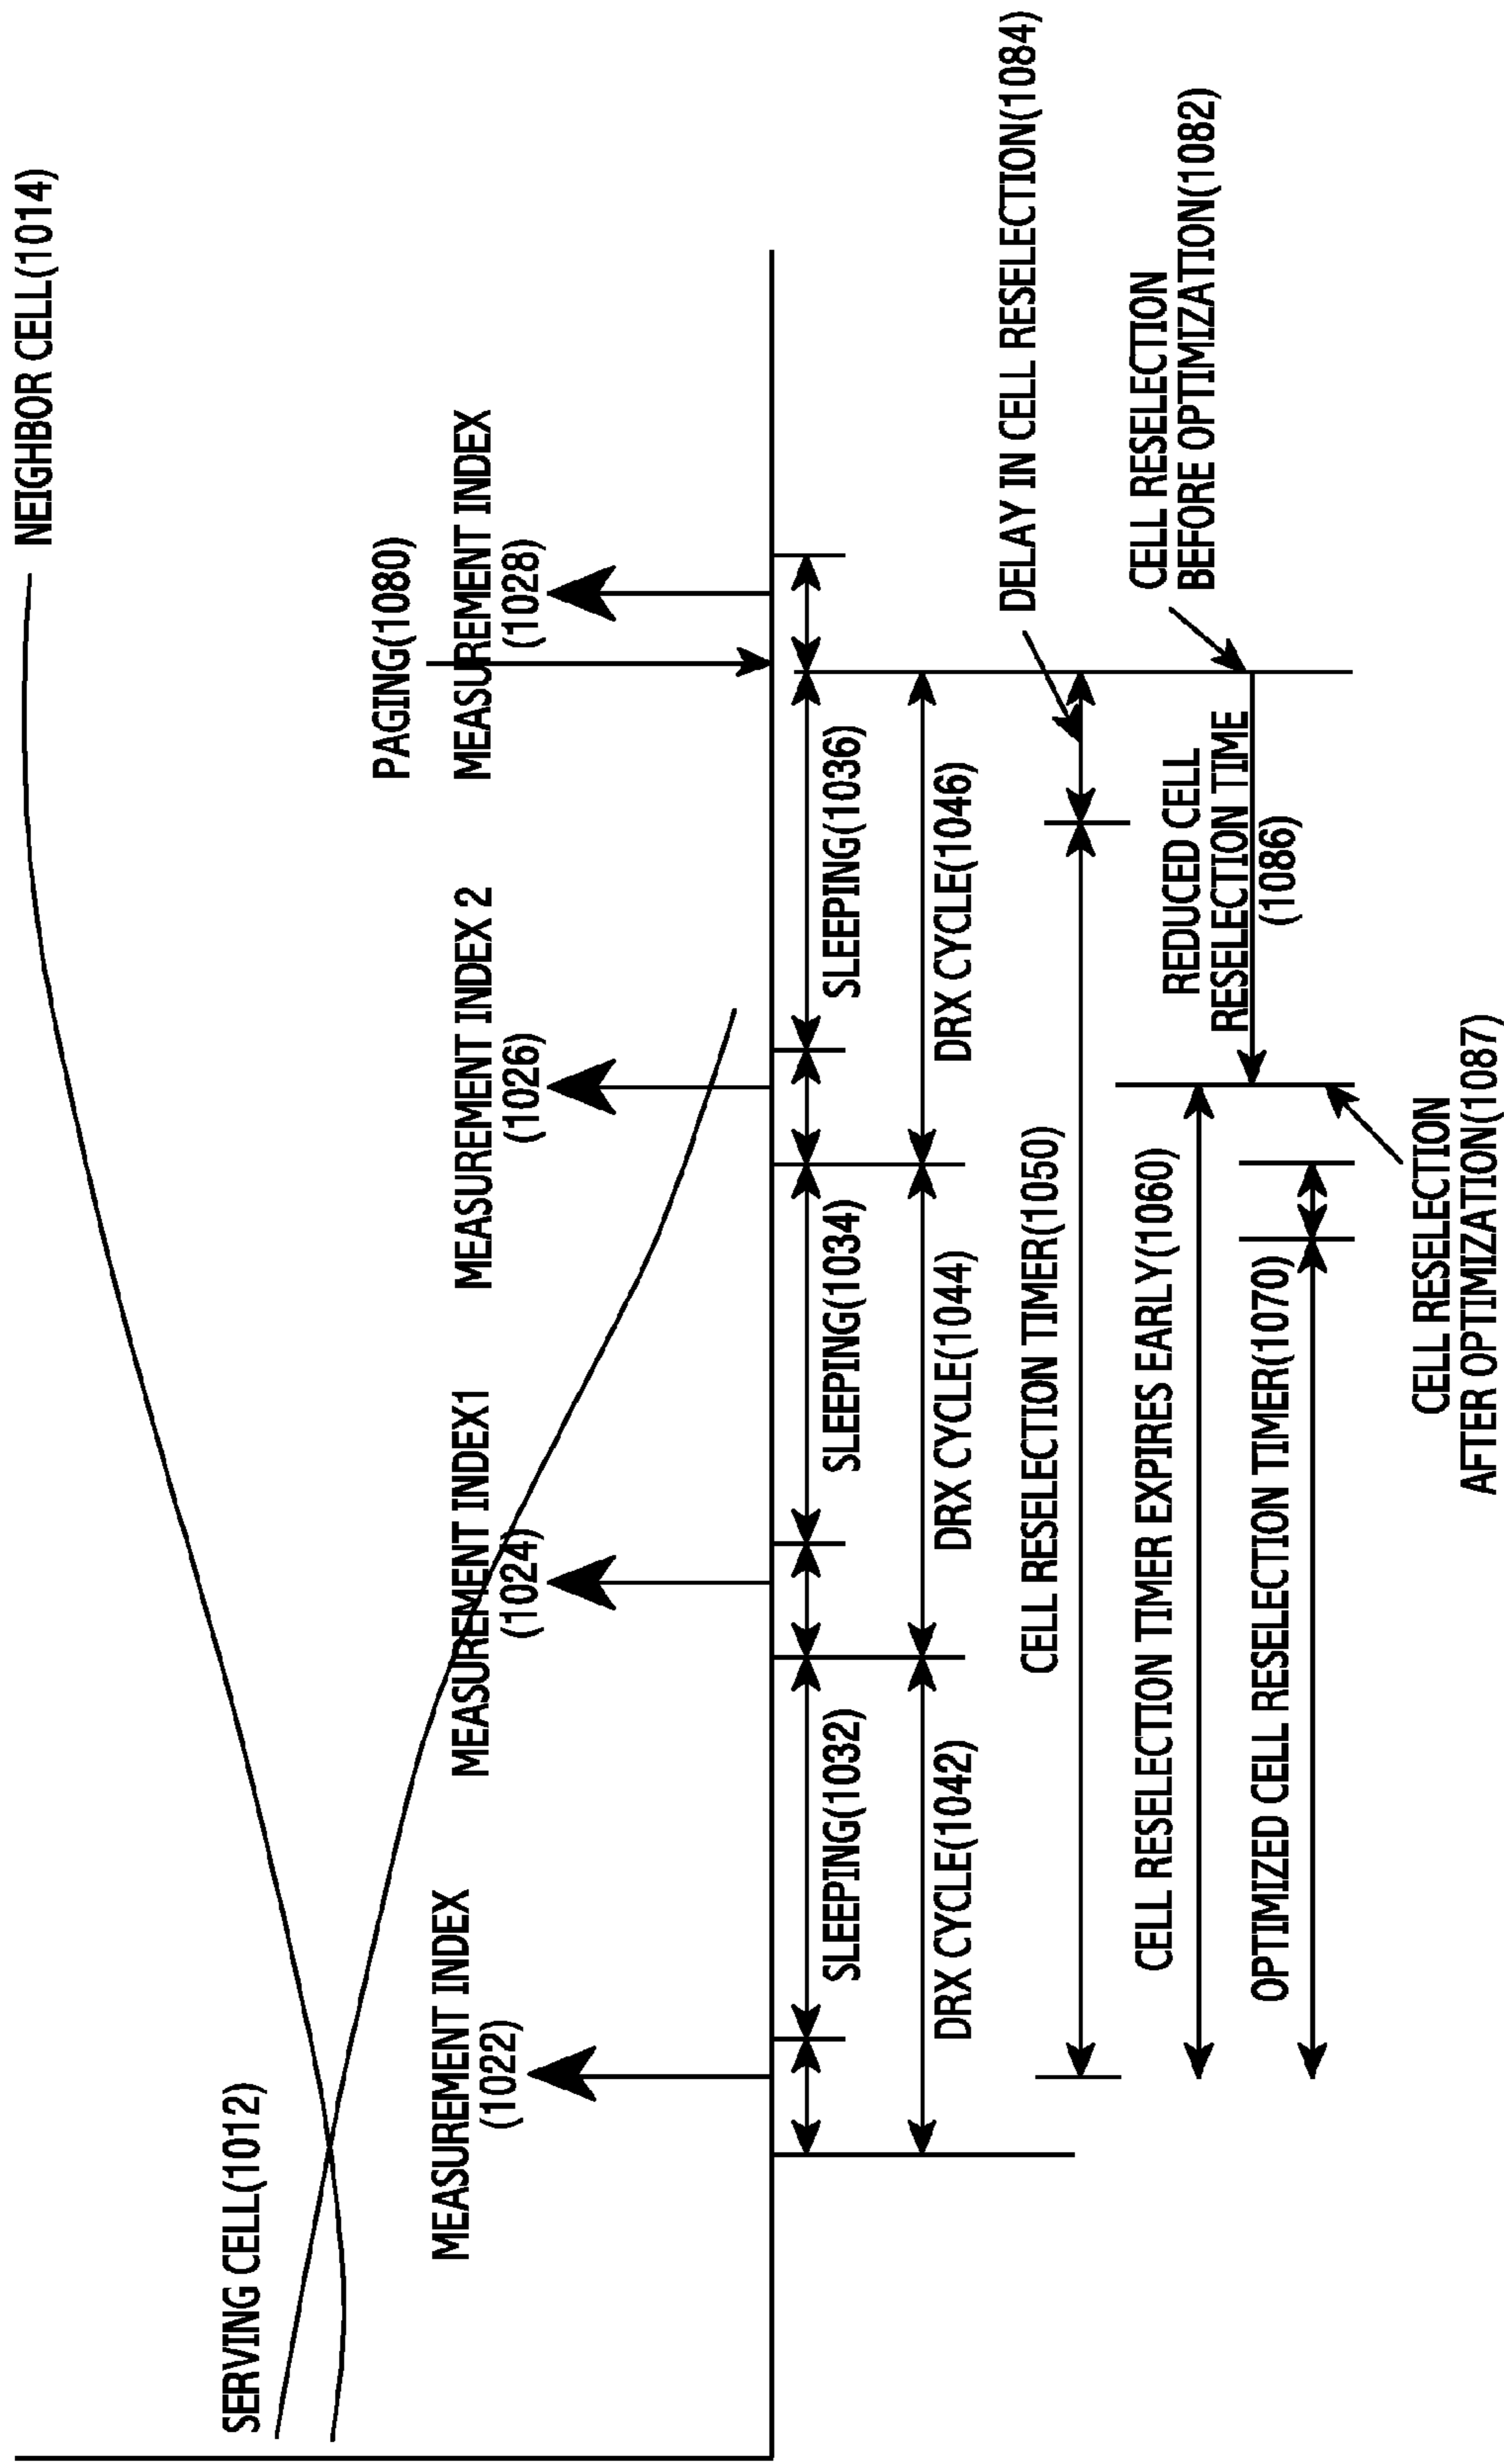 NEIGHBOR CELL(1014)
SERVING CELL(1012)
PAGING(1080)
MEASUREMENT INDEX
(1022)
MEASUREMENT INDEX1
(1024)
MEASUREMENT INDEX 2
(1026)
MEASUREMENT INDEX
(1028)
SLEEPING(1032)
SLEEPING(1034)
SLEEPING(1036)
DRX CYCLE(1042)
DRX CYCLE(1044)
DRX CYCLE(1046)
DELAY IN CELL RESELECTION(1084)
CELL RESELECTION TIMER(1050)
CELL RESELECTION
BEFORE OPTIMIZATION(1082)
CELL RESELECTION TIMER EXPIRES EARLY(1060)
REDUCED CELL
RESELECTION TIME
(1086)
OPTIMIZED CELL RESELECTION TIMER(1070)
CELL RESELECTION
AFTER OPTIMIZATION(1087)